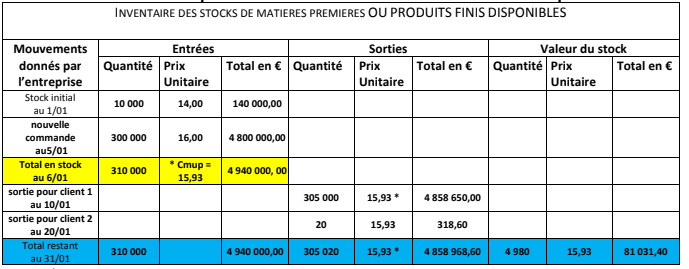 INVENTAIRE DES STOCKS DE MATIERES PREMIERES OU PRODUITS FINIS DISPONIBLES
Mouvements donnés par l'entreprise Entrées Sorties Valeur du stock
Quantité Prix Unitaire Total en € Quantité Prix Unitaire Total en € Quantité Prix Unitaire Total en €
Stock initial au 1/01 10 000 14,00 140 000,00
nouvelle commande au5/01 300 000 16,00 4 800 000,00
Total en stock au 6/01 310 000 * Cmup = 15,93 4 940 000, 00
sortie pour client 1 au 10/01 305 000 15,93 * 4 858 650,00
sortie pour client 2 au 20/01 20 15,93 318,60
Total restant au 31/01 310 000 4 940 000,00 305 020 15,93 * 4 858 968,60 4 980 15,93 81 031,40